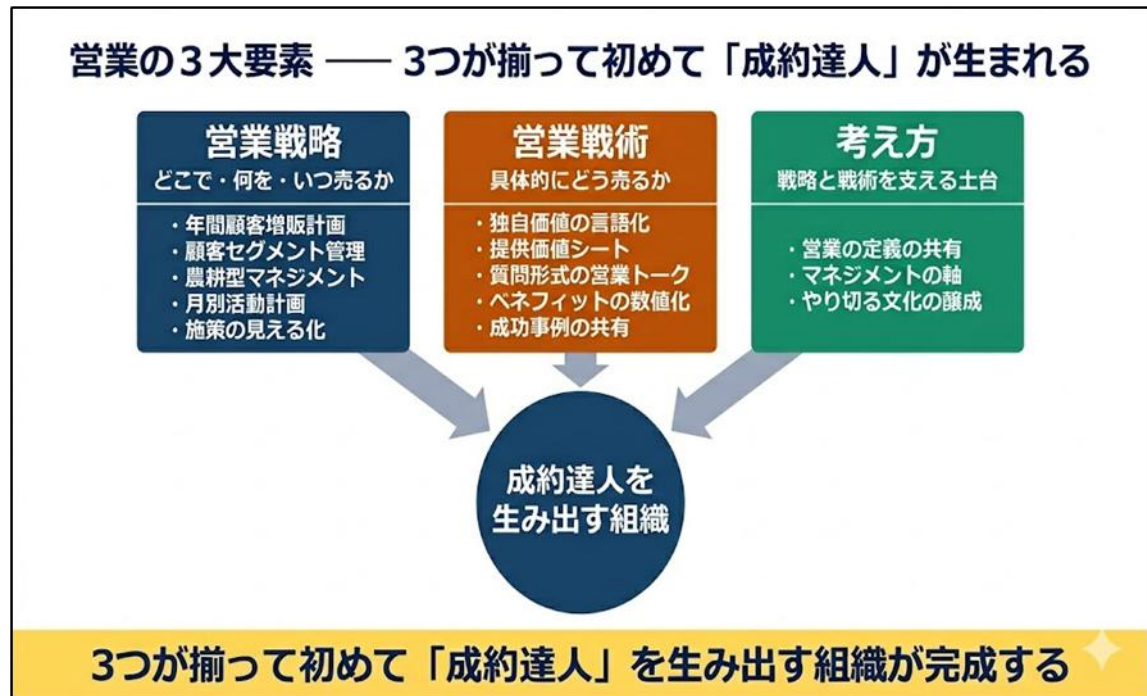 営業の3大要素 —— 3つが揃って初めて「成約達人」が生まれる
営業戦略
どこで・何を・いつ売るか
・年間顧客増販計画
・顧客セグメント管理
・農耕型マネジメント
・月別活動計画
・施策の見える化
営業戦術
具体的にどう売るか
・独自価値の言語化
・提供価値シート
・質問形式の営業トーク
・ベネフィットの数値化
・成功事例の共有
考え方
戦略と戦術を支える土台
・営業の定義の共有
・マネジメントの軸
・やり切る文化の醸成
成約達人を
生み出す組織
3つが揃って初めて「成約達人」を生み出す組織が完成する